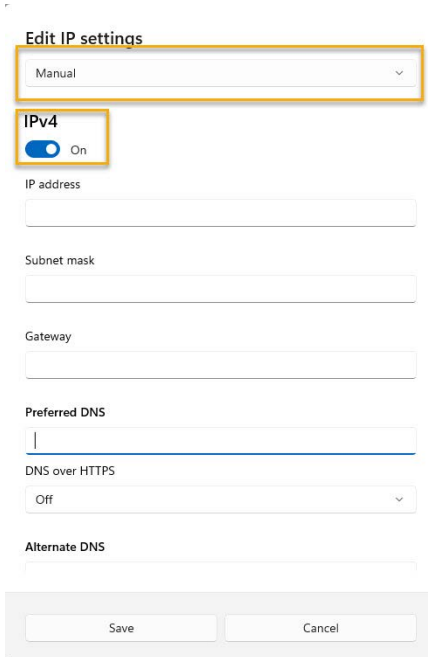 Edit IP settings
Manual
IPv4
On
IP address
Subnet mask
Gateway
Preferred DNS
DNS over HTTPS
Off
Alternate DNS
Save Cancel